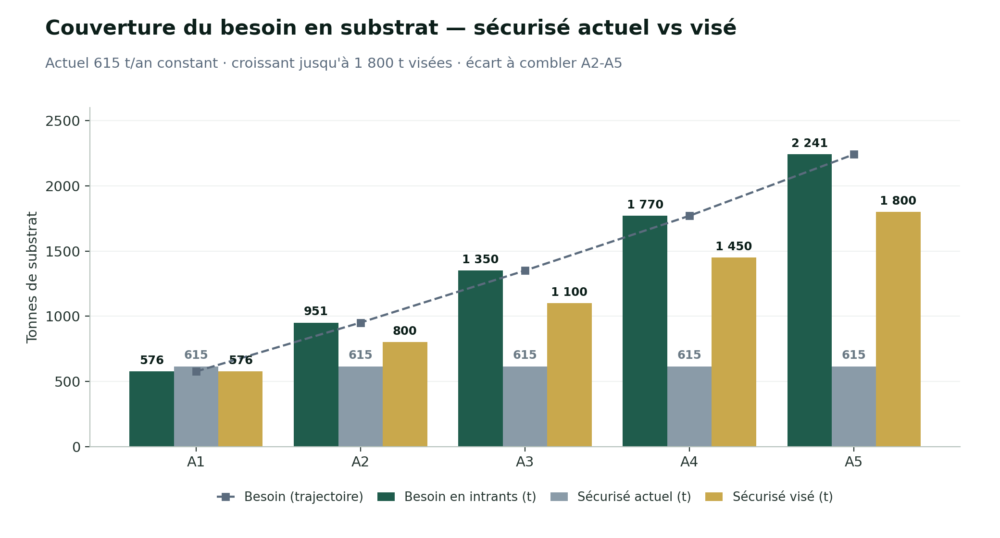 Couverture du besoin en substrat — sécurisé actuel vs visé
Actuel 615 t/an constant · croissant jusqu'à 1 800 t visées · écart à combler A2-A5
Tonnes de substrat
2500
2000
1500
1000
500
0
576
615
576
951
615
800
1 350
615
1 100
1 770
615
1 450
2 241
615
1 800
A1
A2
A3
A4
A5
Besoin (trajectoire)
Besoin en intrants (t)
Sécurisé actuel (t)
Sécurisé visé (t)